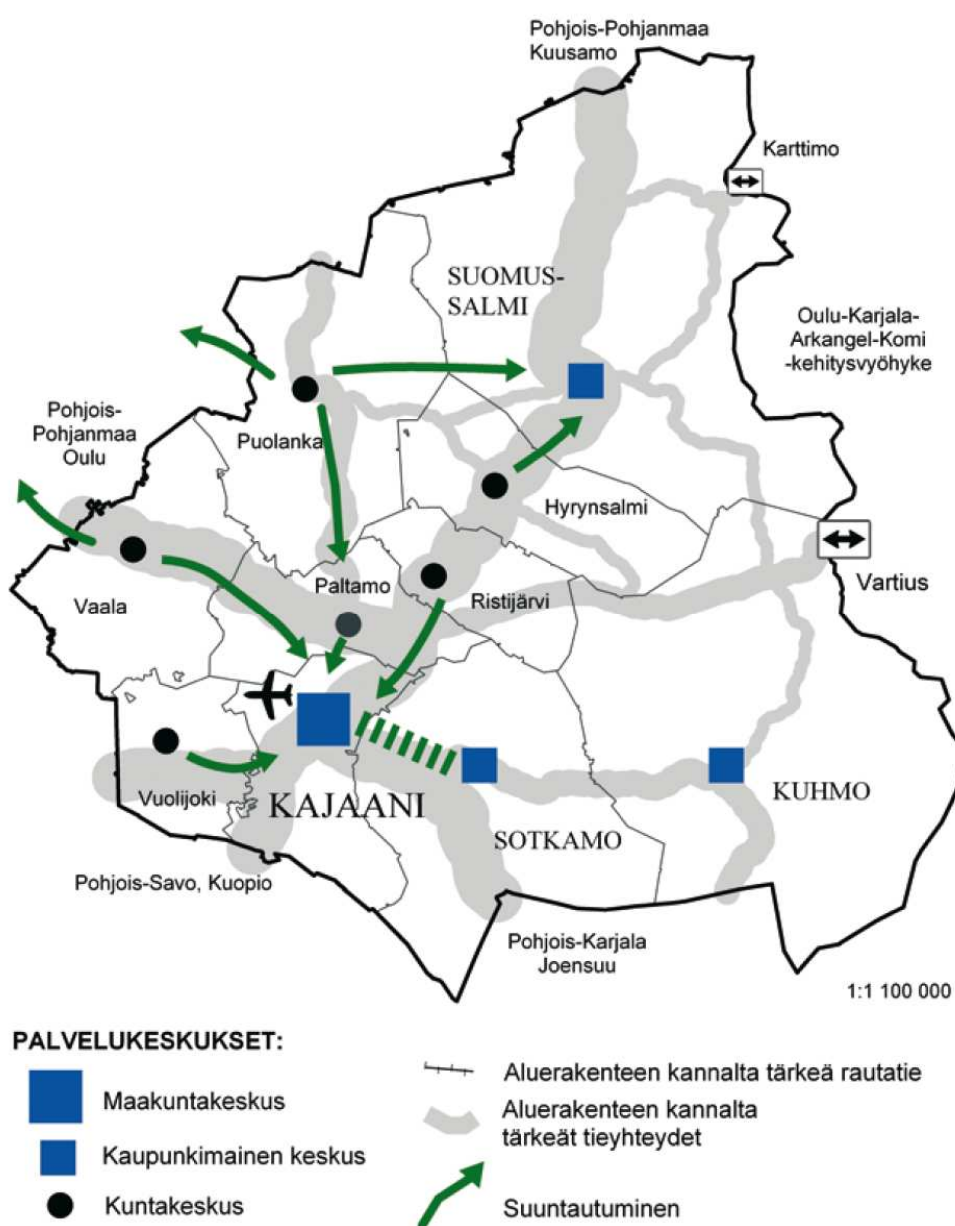 Pohjois-Pohjanmaa
Kuusamo
Karttimo
SUOMUS-
SALMI
Oulu-Karjala-
Arkangel-Komi
-kehitysvyöhyke
Pohjois-
Pohjanmaa
Oulu
Puolanka
Hyrynsalmi
Vaala
Paltamo
Ristijärvi
Vartius
Vuolijoki
KAJAANI
KUHMO
SOTKAMO
Pohjois-Savo, Kuopio
Pohjois-Karjala
Joensuu
1:1 100 000
PALVELUKESKUKSET:
Maakuntakeskus
Kaupunkimainen keskus
Kuntakeskus
Aluerakenteen kannalta tärkeä rautatie
Aluerakenteen kannalta
tärkeät tieyhteydet
Suuntautuminen